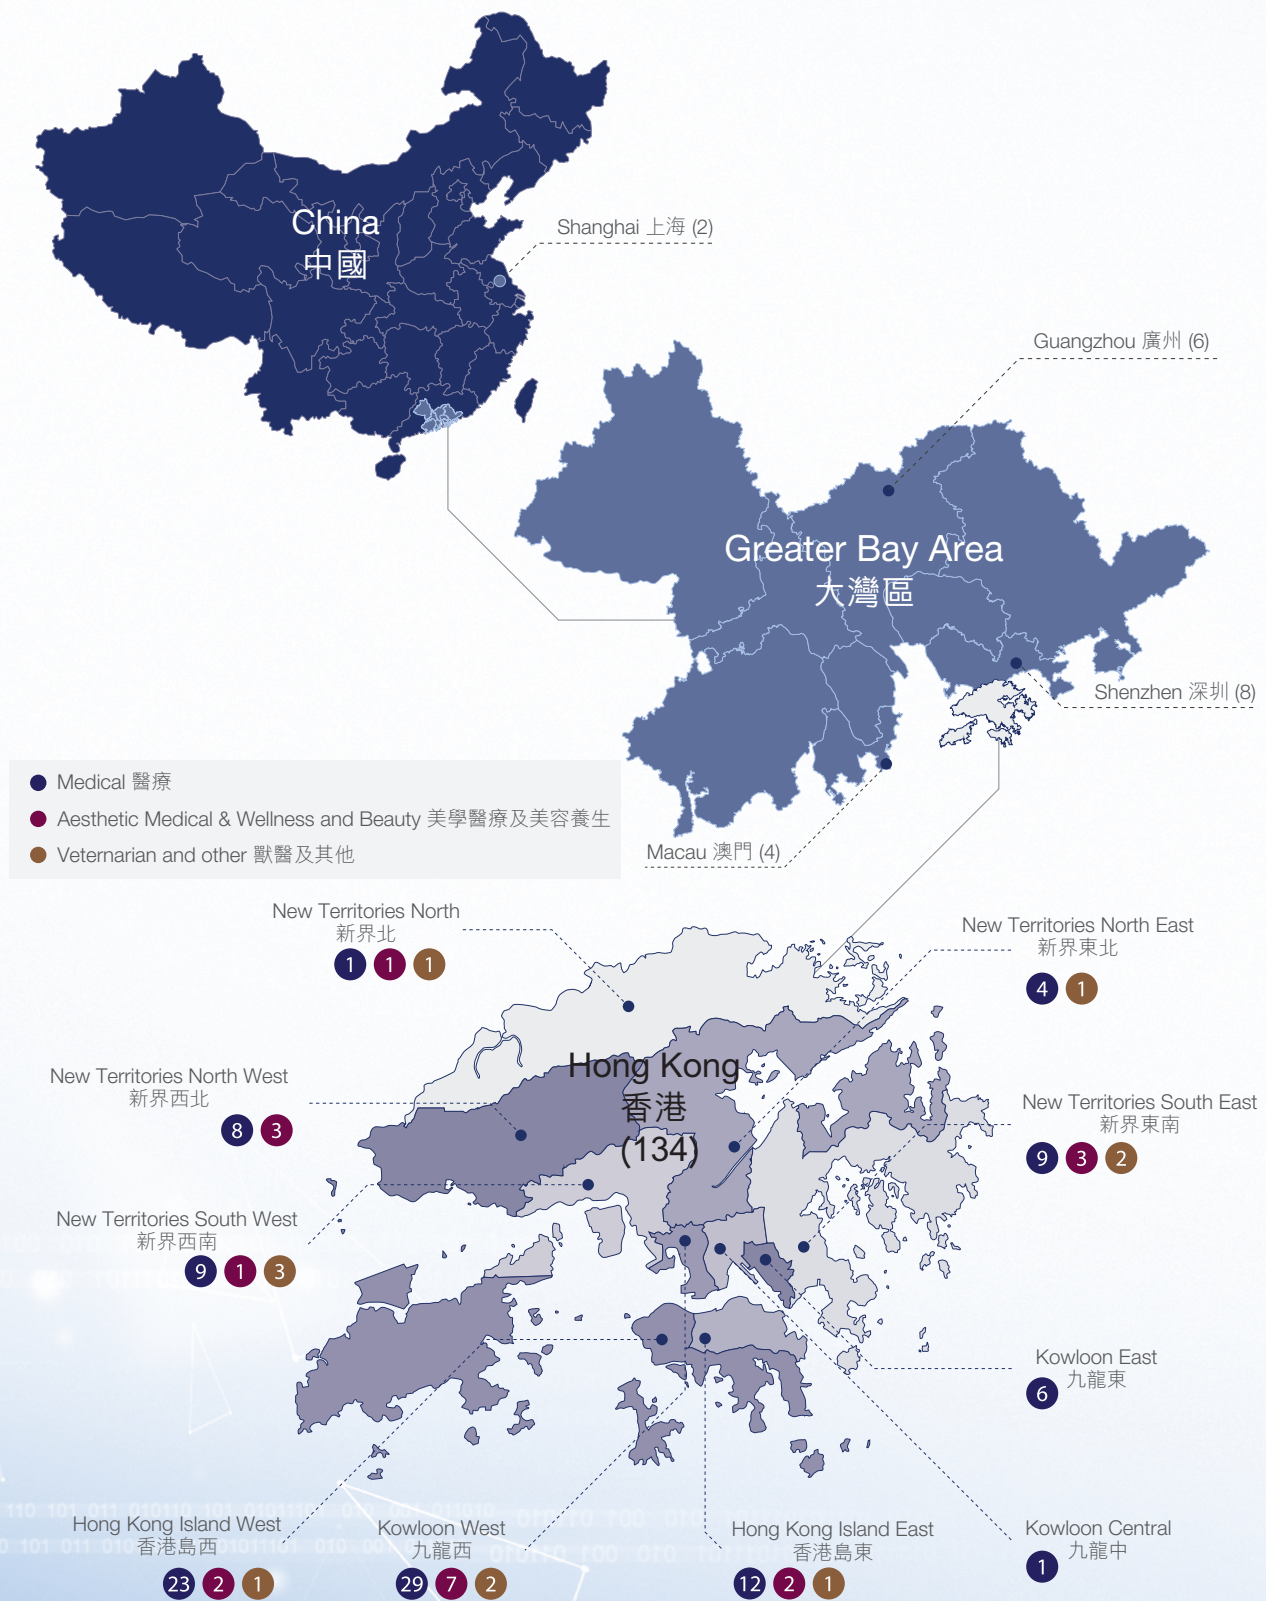 China
中國
Shanghai 上海 (2)
Guangzhou 廣州 (6)
Greater Bay Area
大灣區
Shenzhen 深圳 (8)
Macau 澳門 (4)
Medical 醫療
Aesthetic Medical & Wellness and Beauty 美學醫療及美容養生
Veternarian and other 獸醫及其他
New Territories North
新界北
1 1 1
New Territories North East
新界東北
4 1
Hong Kong
香港
(134)
New Territories North West
新界西北
8 3
New Territories South East
新界東南
9 3 2
New Territories South West
新界西南
9 1 3
Kowloon East
九龍東
6
Hong Kong Island West
香港島西
23 2 1
Kowloon West
九龍西
29 7 2
Hong Kong Island East
香港島東
12 2 1
Kowloon Central
九龍中
1